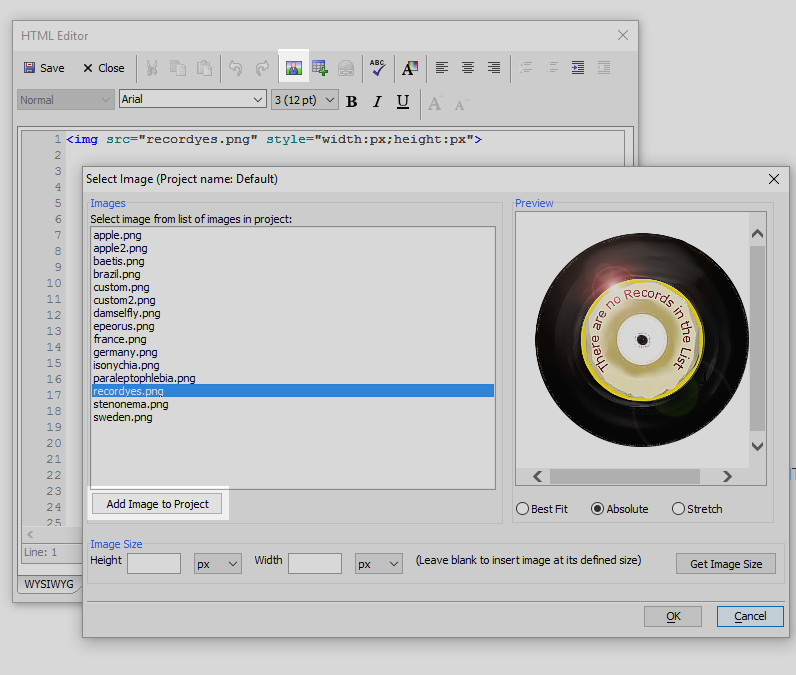 HTML Editor
Save Close ABC A
Normal Arial 3 (12 pt) B I U A A
1 <img src="recordyes.png" style="width:px;height:px">
2
3
4
5
6
7
8
9
10
11
12
13
14
15
16
17
18
19
20
21
22
23
24
25
Line: 1
WYSIWYG
Select Image (Project name: Default)
Images
Select image from list of images in project:
apple.png
apple2.png
baetis.png
brazil.png
custom.png
custom2.png
damselfly.png
epeorus.png
france.png
germany.png
isonychia.png
paraleptophlebia.png
recordyes.png
stenonema.png
sweden.png
Add Image to Project
Preview
There are no Records in the List
Best Fit Absolute Stretch
Image Size
Height px Width px (Leave blank to insert image at its defined size) Get Image Size
OK Cancel